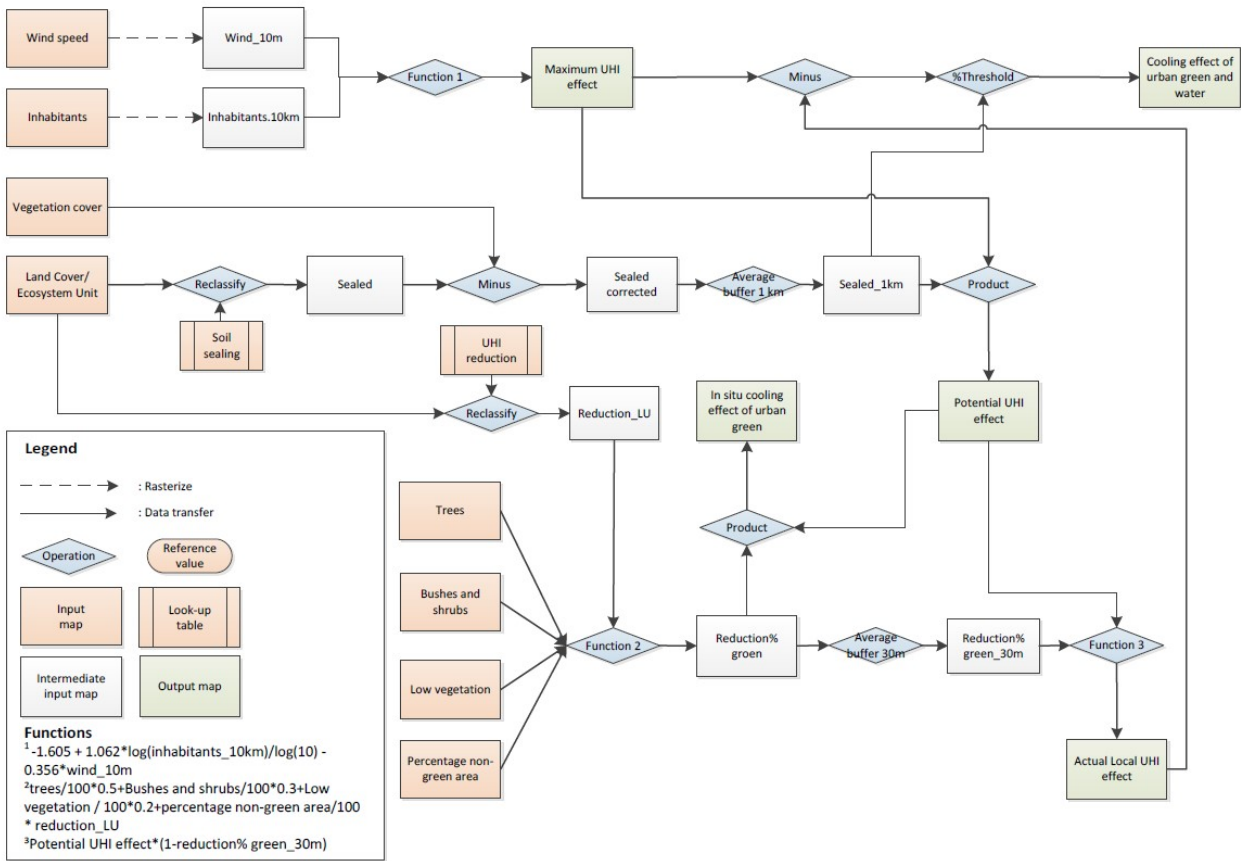 Wind speed
Wind_10m
Function 1
Maximum UHI
effect
Minus
%Threshold
Cooling effect of
urban green and
water
Inhabitants
Inhabitants.10km
Vegetation cover
Land Cover/
Ecosystem Unit
Reclassify
Sealed
Minus
Sealed
corrected
Average
buffer 1 km
Sealed_1km
Product
Soil
sealing
UHI
reduction
Reclassify
Reduction_LU
In situ cooling
effect of urban
green
Potential UHI
effect
Trees
Product
Bushes and
shrubs
Function 2
Reduction%
groen
Average
buffer 30m
Reduction%
green_30m
Function 3
Low vegetation
Percentage non-
green area
Actual Local UHI
effect
Legend
: Rasterize
: Data transfer
Operation
Reference
value
Input
map
Look-up
table
Intermediate
input map
Output map
Functions
¹-1.605 + 1.062*log(inhabitants_10km)/log(10) -
0.356*wind_10m
²trees/100*0.5+Bushes and shrubs/100*0.3+Low
vegetation / 100*0.2+percentage non-green area/100
* reduction_LU
³Potential UHI effect*(1-reduction% green_30m)